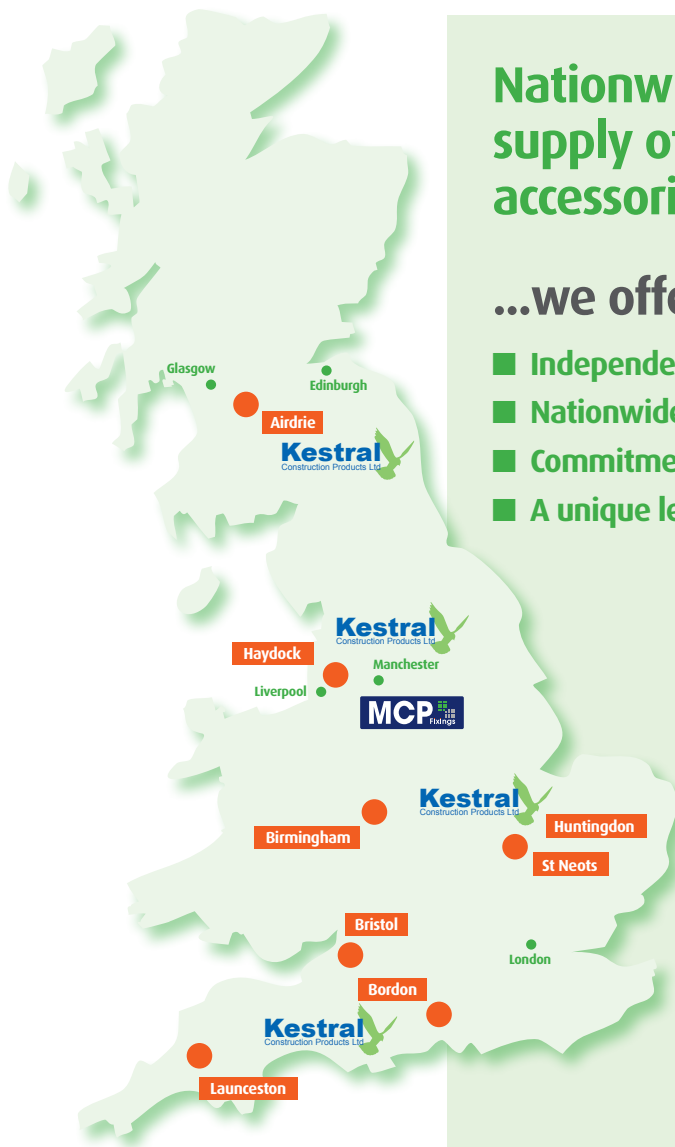 Nationwi
supply of
accessori
...we offe
■ Independe
■ Nationwide
■ Commitme
■ A unique le
Glasgow
Edinburgh
Airdrie
Kestral
Construction Products Ltd
Kestral
Construction Products Ltd
Haydock
Manchester
Liverpool
MCP
Fixings
Kestral
Construction Products Ltd
Huntingdon
Birmingham
St Neots
Bristol
London
Bordon
Kestral
Construction Products Ltd
Launceston